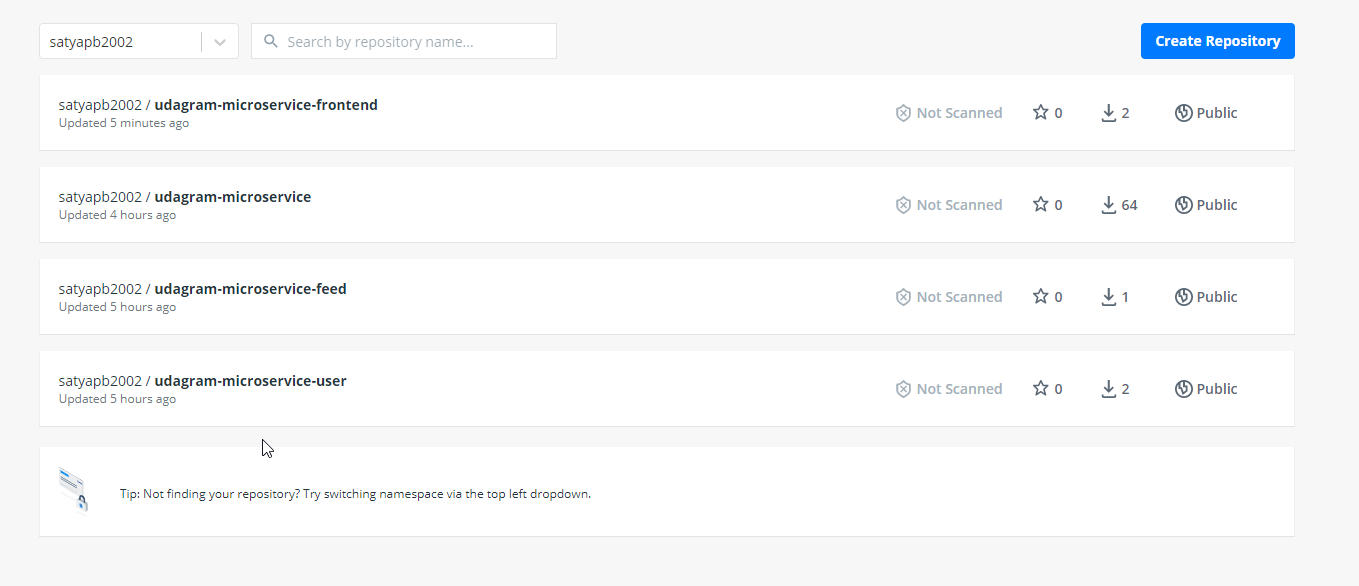 satyapb2002
Search by repository name...
Create Repository
satyapb2002 / udagram-microservice-frontend
Updated 5 minutes ago
Not Scanned
0
2
Public
satyapb2002 / udagram-microservice
Updated 4 hours ago
Not Scanned
0
64
Public
satyapb2002 / udagram-microservice-feed
Updated 5 hours ago
Not Scanned
0
1
Public
satyapb2002 / udagram-microservice-user
Updated 5 hours ago
Not Scanned
0
2
Public
Tip: Not finding your repository? Try switching namespace via the top left dropdown.